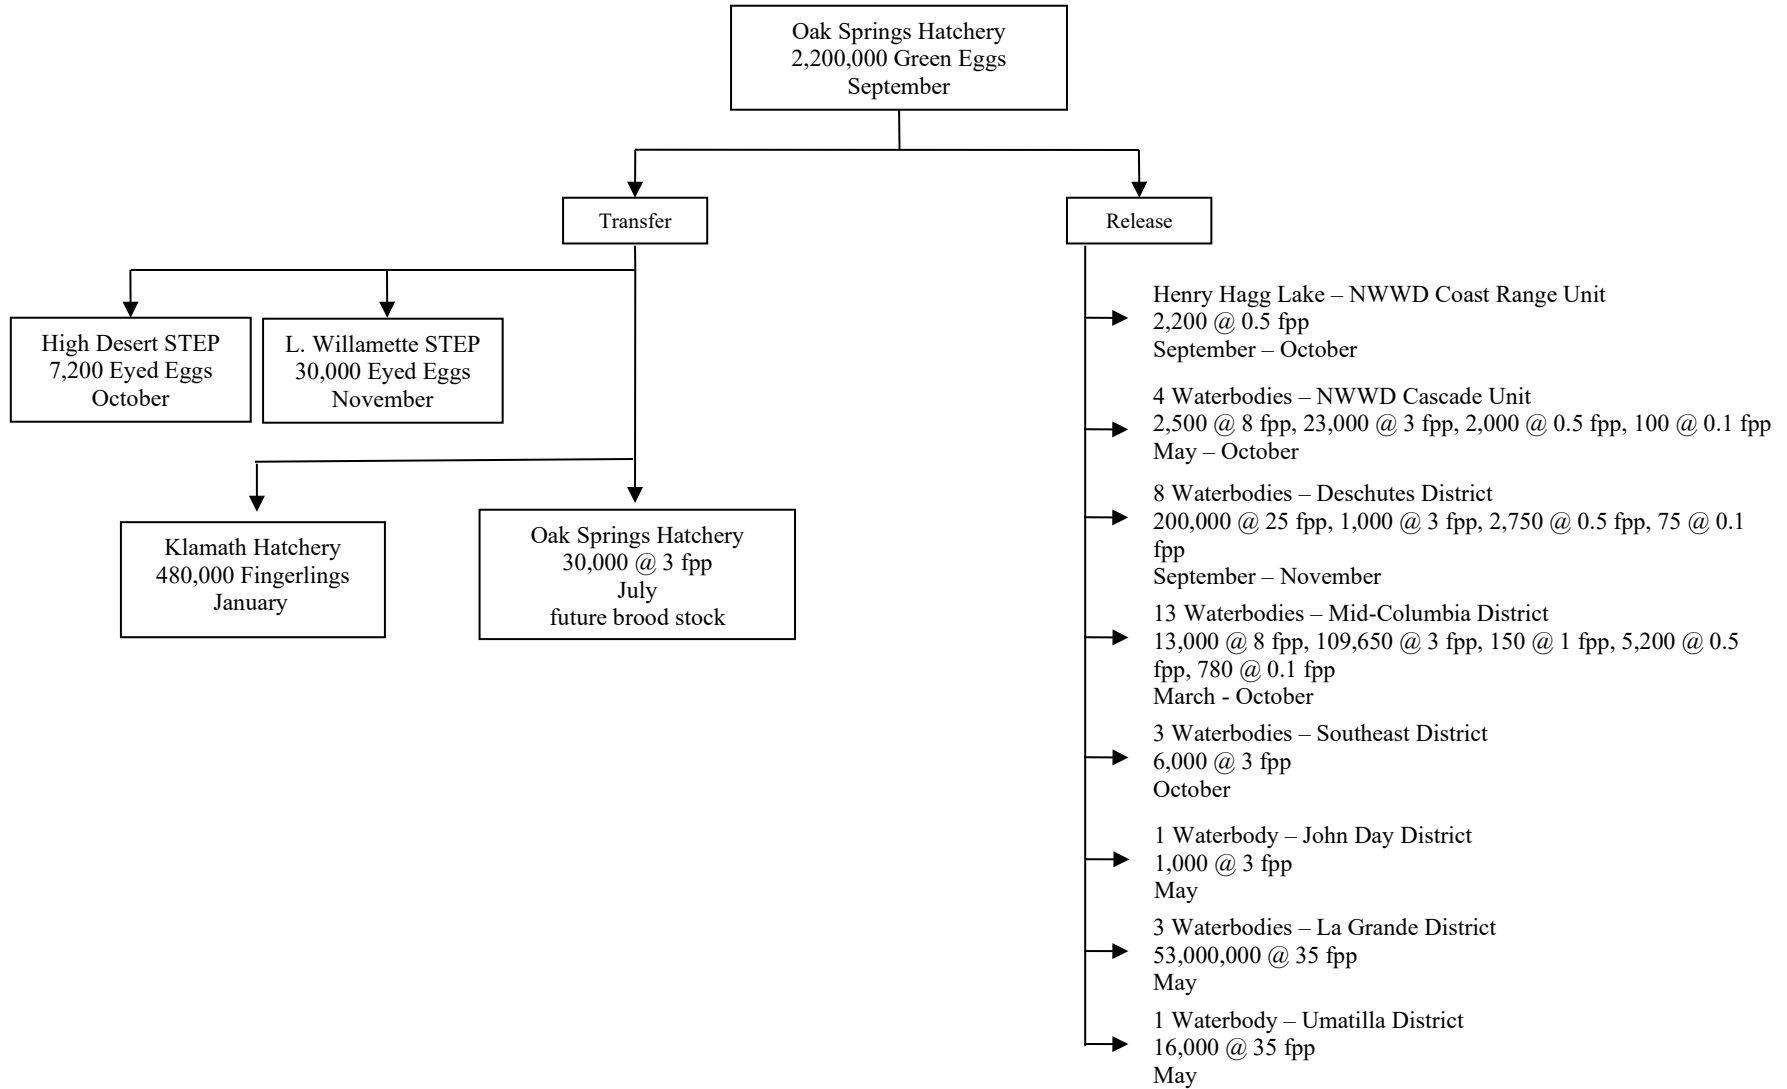 Oak Springs Hatchery
2,200,000 Green Eggs
September
Transfer
Release
High Desert STEP
7,200 Eyed Eggs
October
L. Willamette STEP
30,000 Eyed Eggs
November
Klamath Hatchery
480,000 Fingerlings
January
Oak Springs Hatchery
30,000 @ 3 fpp
July
future brood stock
Henry Hagg Lake – NWWD Coast Range Unit
2,200 @ 0.5 fpp
September – October
4 Waterbodies – NWWD Cascade Unit
2,500 @ 8 fpp, 23,000 @ 3 fpp, 2,000 @ 0.5 fpp, 100 @ 0.1 fpp
May – October
8 Waterbodies – Deschutes District
200,000 @ 25 fpp, 1,000 @ 3 fpp, 2,750 @ 0.5 fpp, 75 @ 0.1
fpp
September – November
13 Waterbodies – Mid-Columbia District
13,000 @ 8 fpp, 109,650 @ 3 fpp, 150 @ 1 fpp, 5,200 @ 0.5
fpp, 780 @ 0.1 fpp
March - October
3 Waterbodies – Southeast District
6,000 @ 3 fpp
October
1 Waterbody – John Day District
1,000 @ 3 fpp
May
3 Waterbodies – La Grande District
53,000,000 @ 35 fpp
May
1 Waterbody – Umatilla District
16,000 @ 35 fpp
May